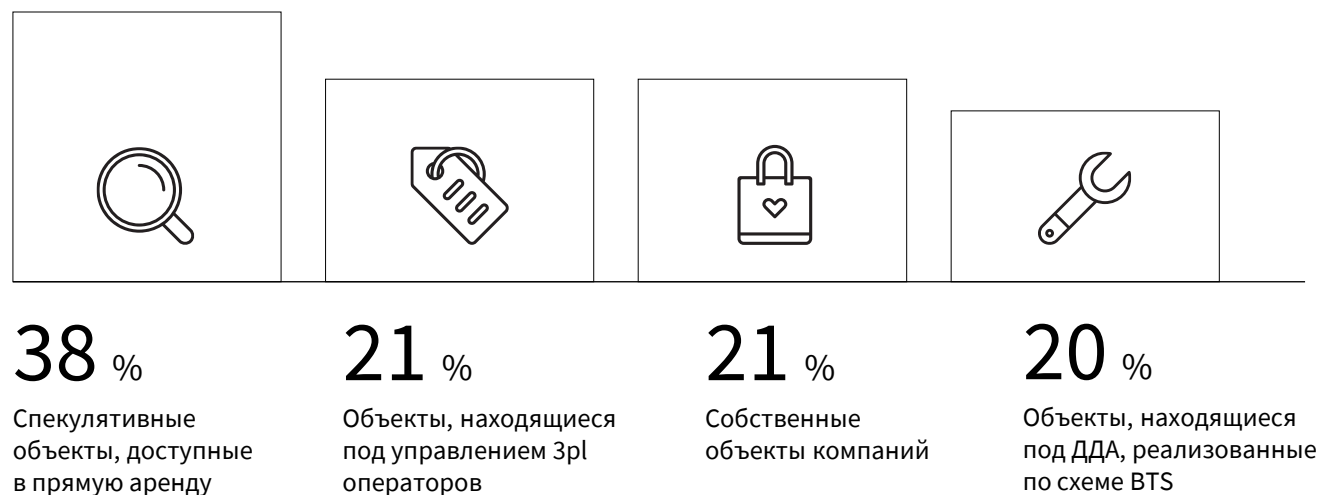 38 %
Спекулятивные
объекты, доступные
в прямую аренду
21 %
Объекты, находящиеся
под управлением 3pl
операторов
21 %
Собственные
объекты компаний
20 %
Объекты, находящиеся
под ДДА, реализованные
по схеме BTS